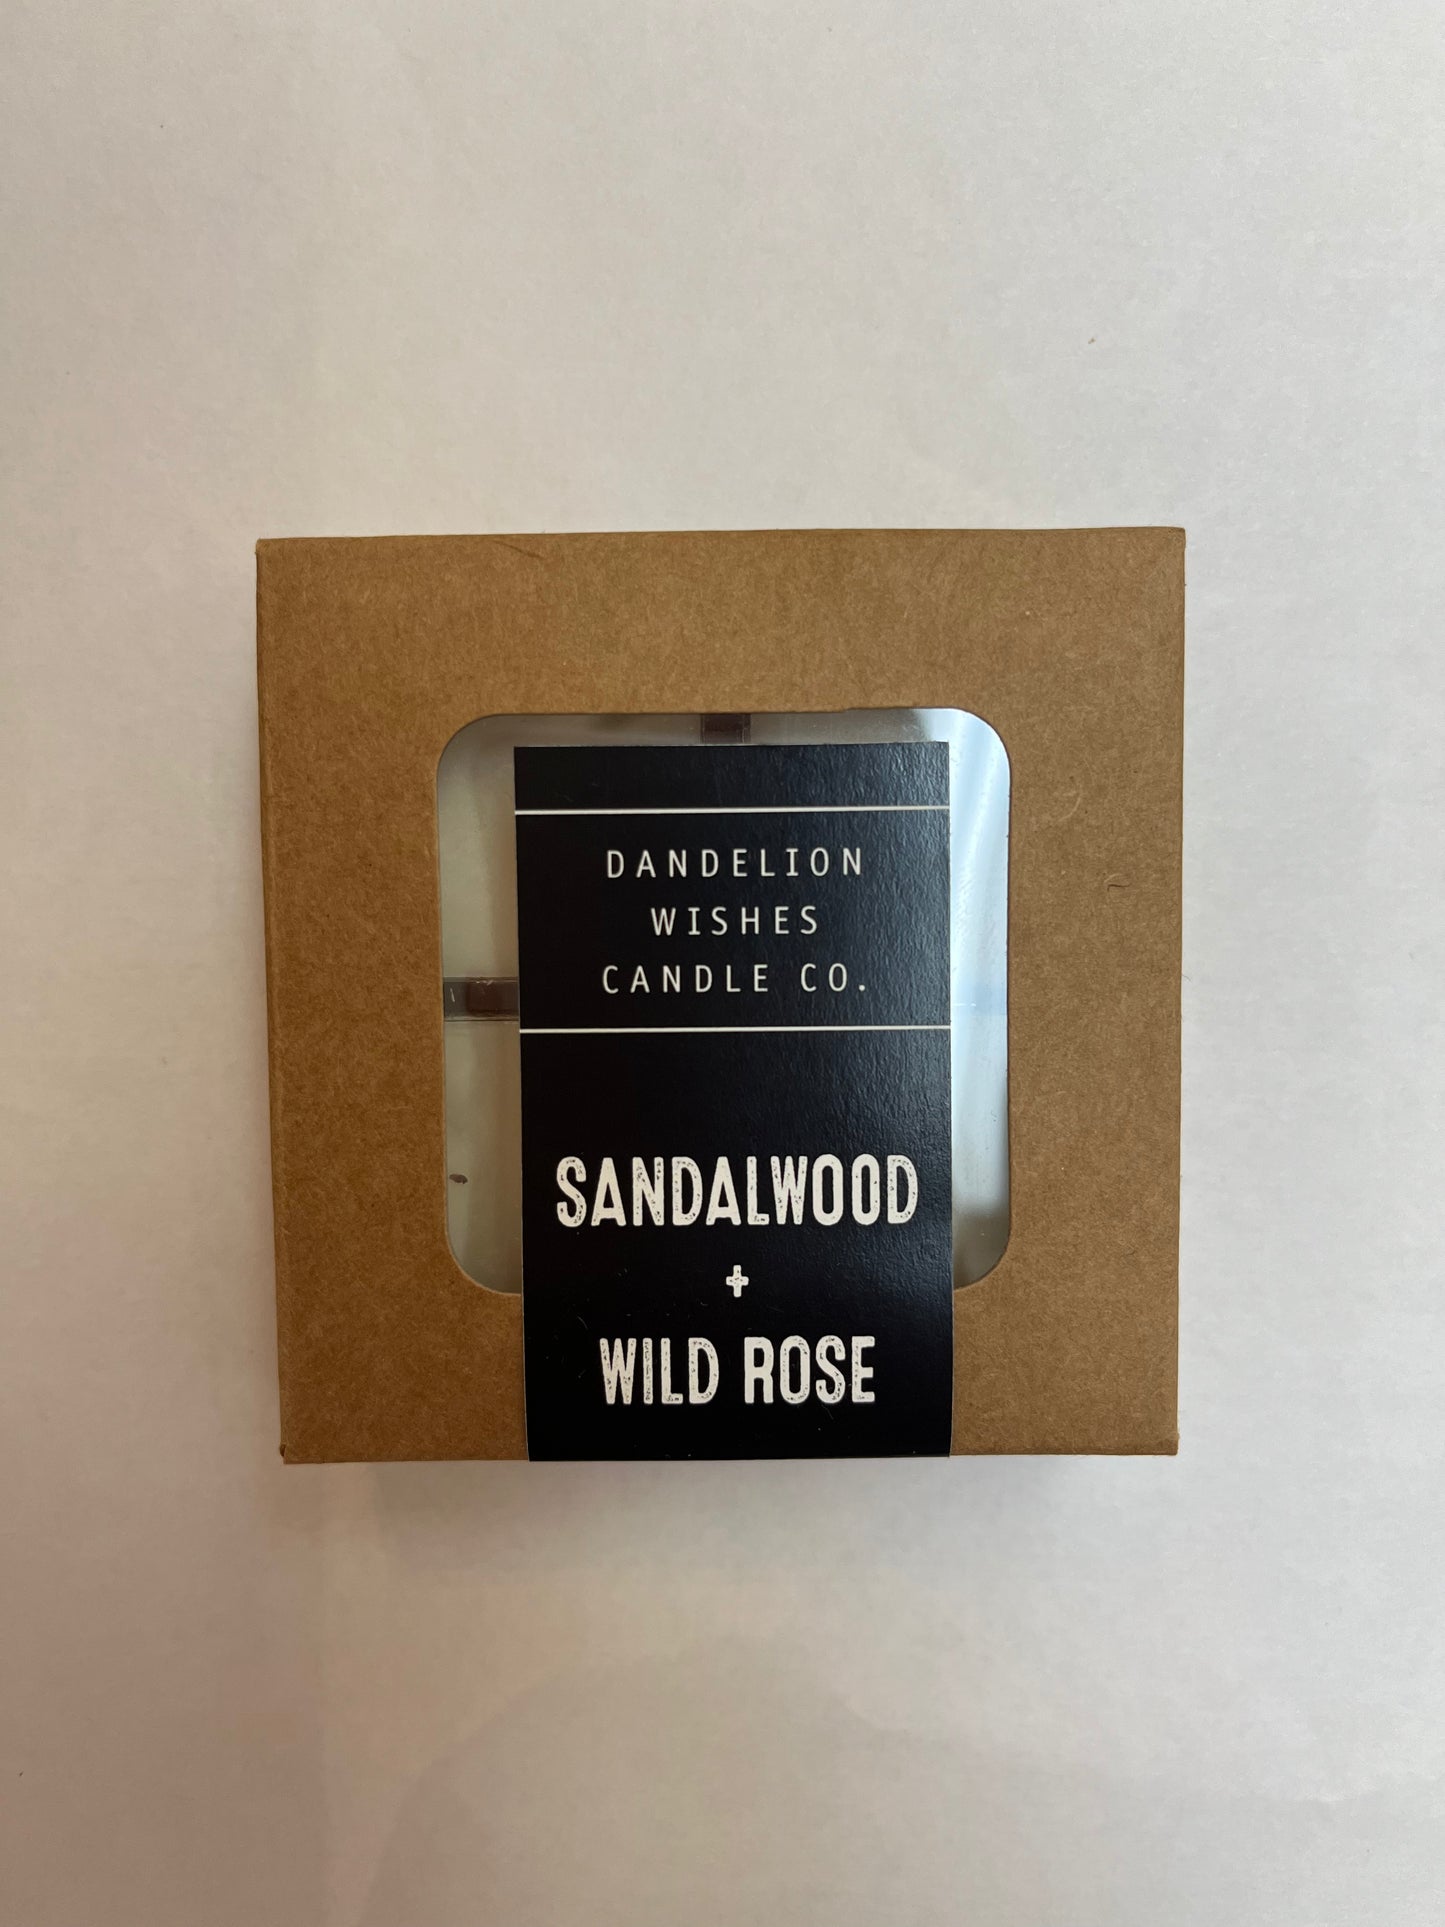 DANDELION
WISHES
CANDLE CO.
SANDALWOOD
+
WILD ROSE